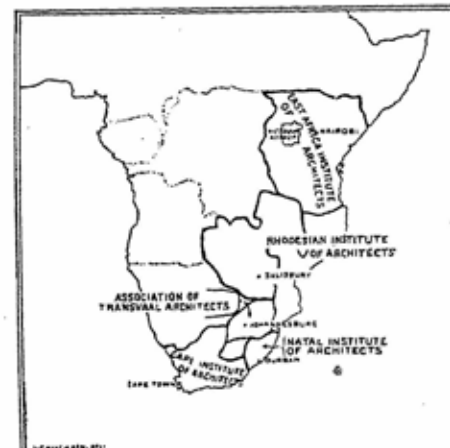 EAST AFRICA INSTITUTE
OF
ARCHITECTS
NAIROBI
RHODESIAN INSTITUTE
OF ARCHITECTS
SALISBURY
ASSOCIATION OF
TRANSVAAL ARCHITECTS
JOHANNESBURG
NATAL INSTITUTE
OF ARCHITECTS
DURBAN
CAPE INSTITUTE
OF ARCHITECTS
CAPE TOWN